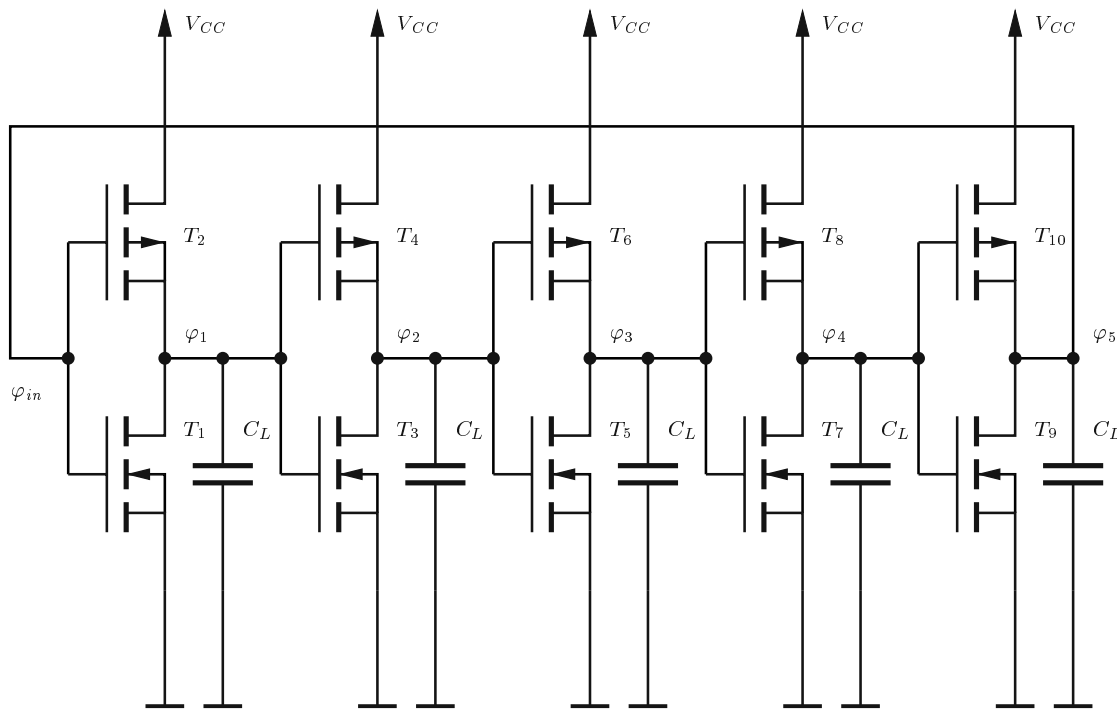 V_{CC} V_{CC} V_{CC} V_{CC} V_{CC}
T_2 T_4 T_6 T_8 T_{10}
φ_1 φ_2 φ_3 φ_4 φ_5
φ_{in}
T_1 C_L T_3 C_L T_5 C_L T_7 C_L T_9 C_L